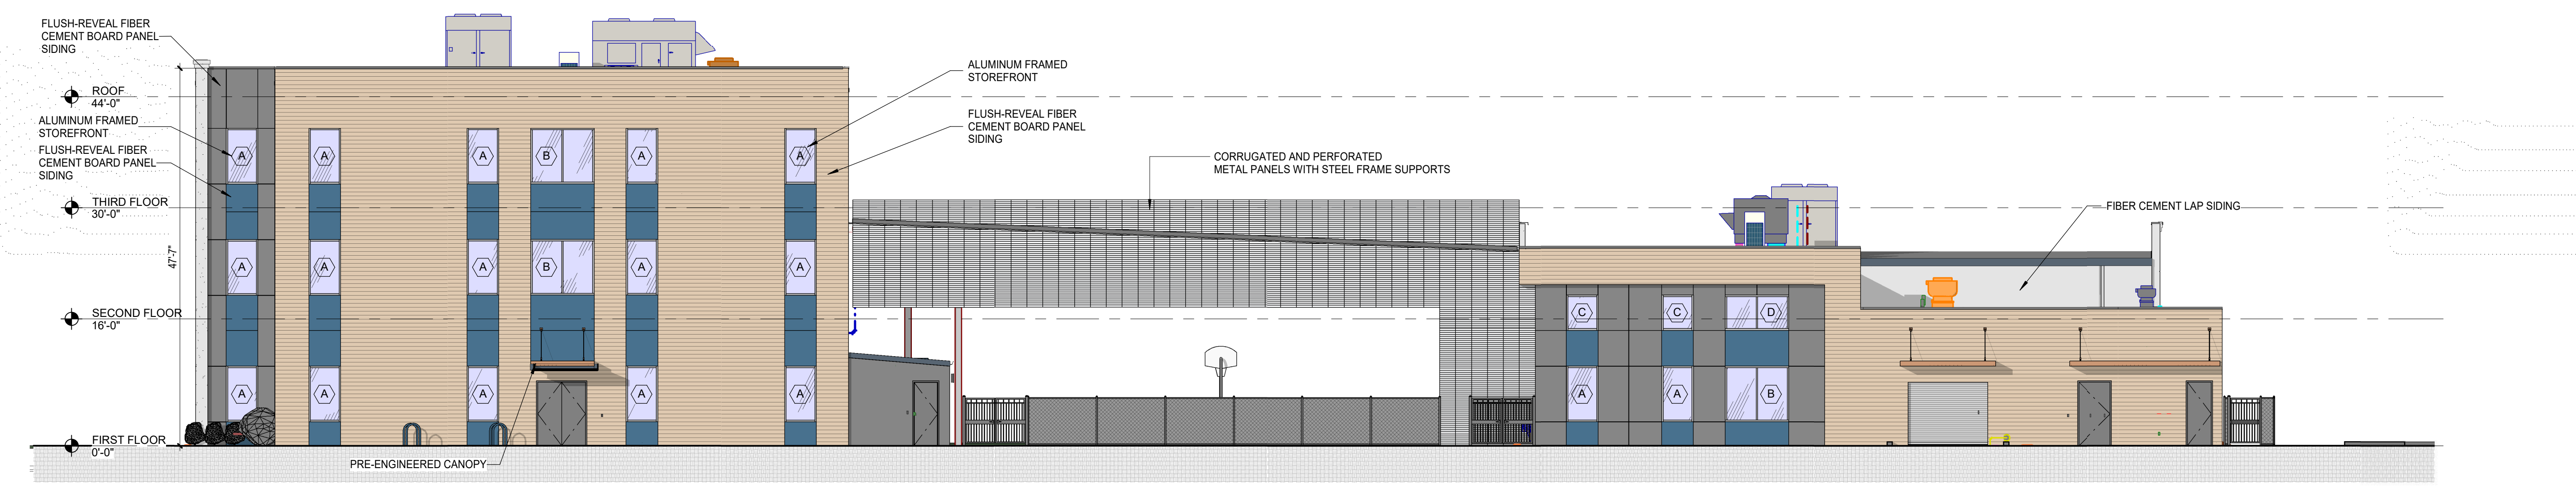 FLUSH-REVEAL FIBER
CEMENT BOARD PANEL
SIDING
ROOF
44'-0"
ALUMINUM FRAMED
STOREFRONT
FLUSH-REVEAL FIBER
CEMENT BOARD PANEL
SIDING
THIRD FLOOR
30'-0"
47'-7"
SECOND FLOOR
16'-0"
FIRST FLOOR
0'-0"
PRE-ENGINEERED CANOPY
A
A
A
B
A
A
A
A
A
B
A
A
A
A
A
A
A
ALUMINUM FRAMED
STOREFRONT
FLUSH-REVEAL FIBER
CEMENT BOARD PANEL
SIDING
CORRUGATED AND PERFORATED
METAL PANELS WITH STEEL FRAME SUPPORTS
FIBER CEMENT LAP SIDING
C
C
D
A
A
B